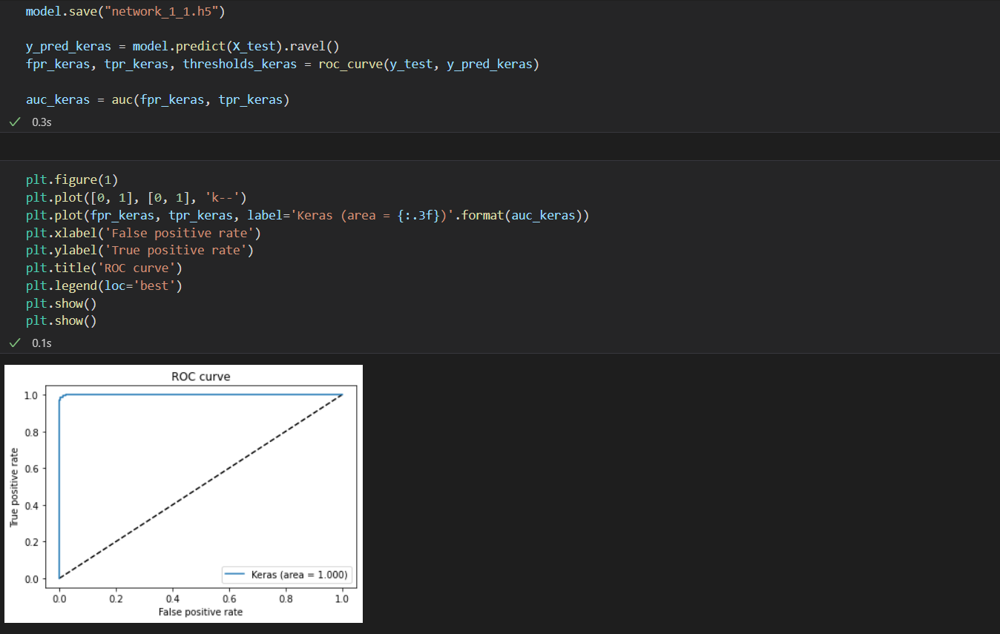 model.save("network_1_1.h5")
y_pred_keras = model.predict(X_test).ravel()
fpr_keras, tpr_keras, thresholds_keras = roc_curve(y_test, y_pred_keras)
auc_keras = auc(fpr_keras, tpr_keras)
0.3s
plt.figure(1)
plt.plot([0, 1], [0, 1], 'k--')
plt.plot(fpr_keras, tpr_keras, label='Keras (area = {:.3f})'.format(auc_keras))
plt.xlabel('False positive rate')
plt.ylabel('True positive rate')
plt.title('ROC curve')
plt.legend(loc='best')
plt.show()
plt.show()
0.1s
ROC curve
True positive rate
1.0
0.8
0.6
0.4
0.2
0.0
Keras (area = 1.000)
0.0 0.2 0.4 0.6 0.8 1.0
False positive rate